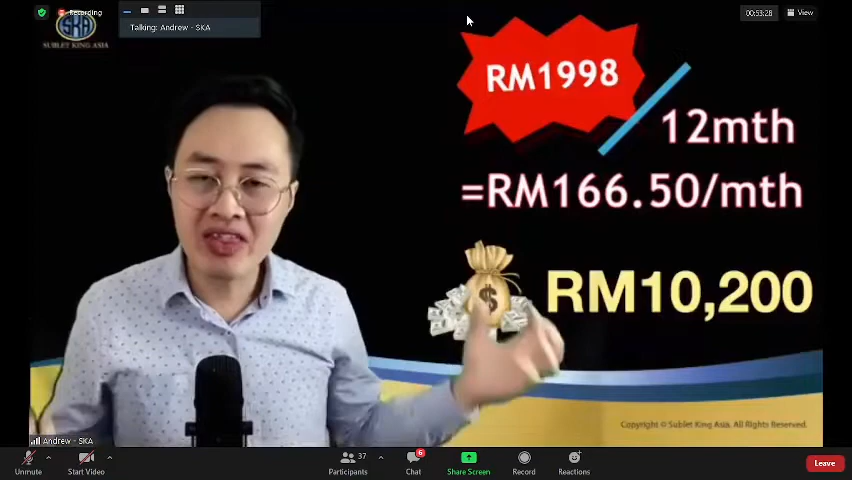 Recording
00:53:28
View
SKA
SUBLET KING ASIA
Talking: Andrew - SKA
RM1998
12mth
=RM166.50/mth
$
RM10,200
Copyright © Sublet King Asia. All Rights Reserved.
Andrew - SKA
37
6
Unmute
Start Video
Participants
Chat
Share Screen
Record
Reactions
Leave